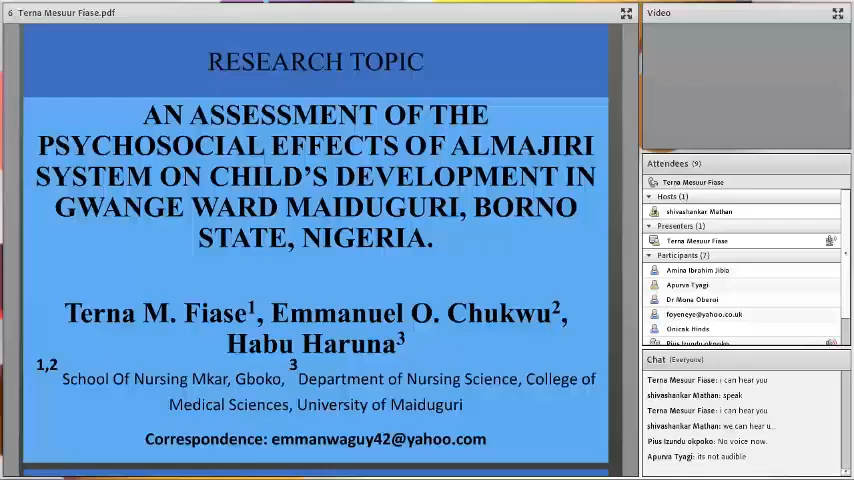 6 Terna Mesuur Fiase.pdf
RESEARCH TOPIC
AN ASSESSMENT OF THE
PSYCHOSOCIAL EFFECTS OF ALMAJIRI
SYSTEM ON CHILD'S DEVELOPMENT IN
GWANGE WARD MAIDUGURI, BORNO
STATE, NIGERIA.
Terna M. Fiase1, Emmanuel O. Chukwu2,
Habu Haruna3
1,2 School Of Nursing Mkar, Gboko, 3 Department of Nursing Science, College of
Medical Sciences, University of Maiduguri
Correspondence: emmanwaguy42@yahoo.com
Video
Attendees (9)
Terna Mesuur Fiase
Hosts (1)
shivashankar Mathan
Presenters (1)
Terna Mesuur Fiase
Participants (7)
Amina Ibrahim Jibia
Apurva Tyagi
Dr Mona Oberoi
foyeneye@yahoo.co.uk
Onicak Hinds
Pius Izundu okpoko
Chat (Everyone)
Terna Mesuur Fiase: i can hear you
shivashankar Mathan: speak
Terna Mesuur Fiase: i can hear you
shivashankar Mathan: we can hear u...
Pius Izundu okpoko: No voice now.
Apurva Tyagi: its not audible